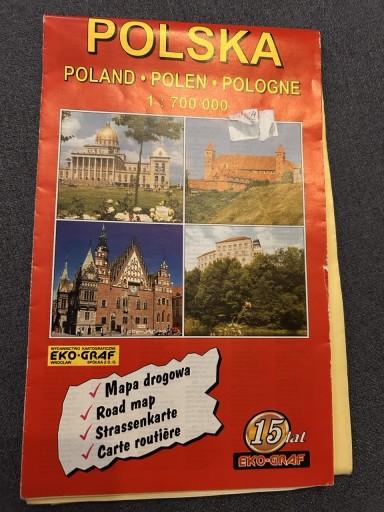 POLSKA
POLAND • POLEN • POLOGNE
1 : 700 000
WYDAWNICTWO KARTOGRAFICZNE
EKO-GRAF
WROCŁAW SPÓŁKA Z O. O.
✓ Mapa drogowa
✓ Road map
✓ Strassenkarte
✓ Carte routière
15 lat
EKO-GRAF